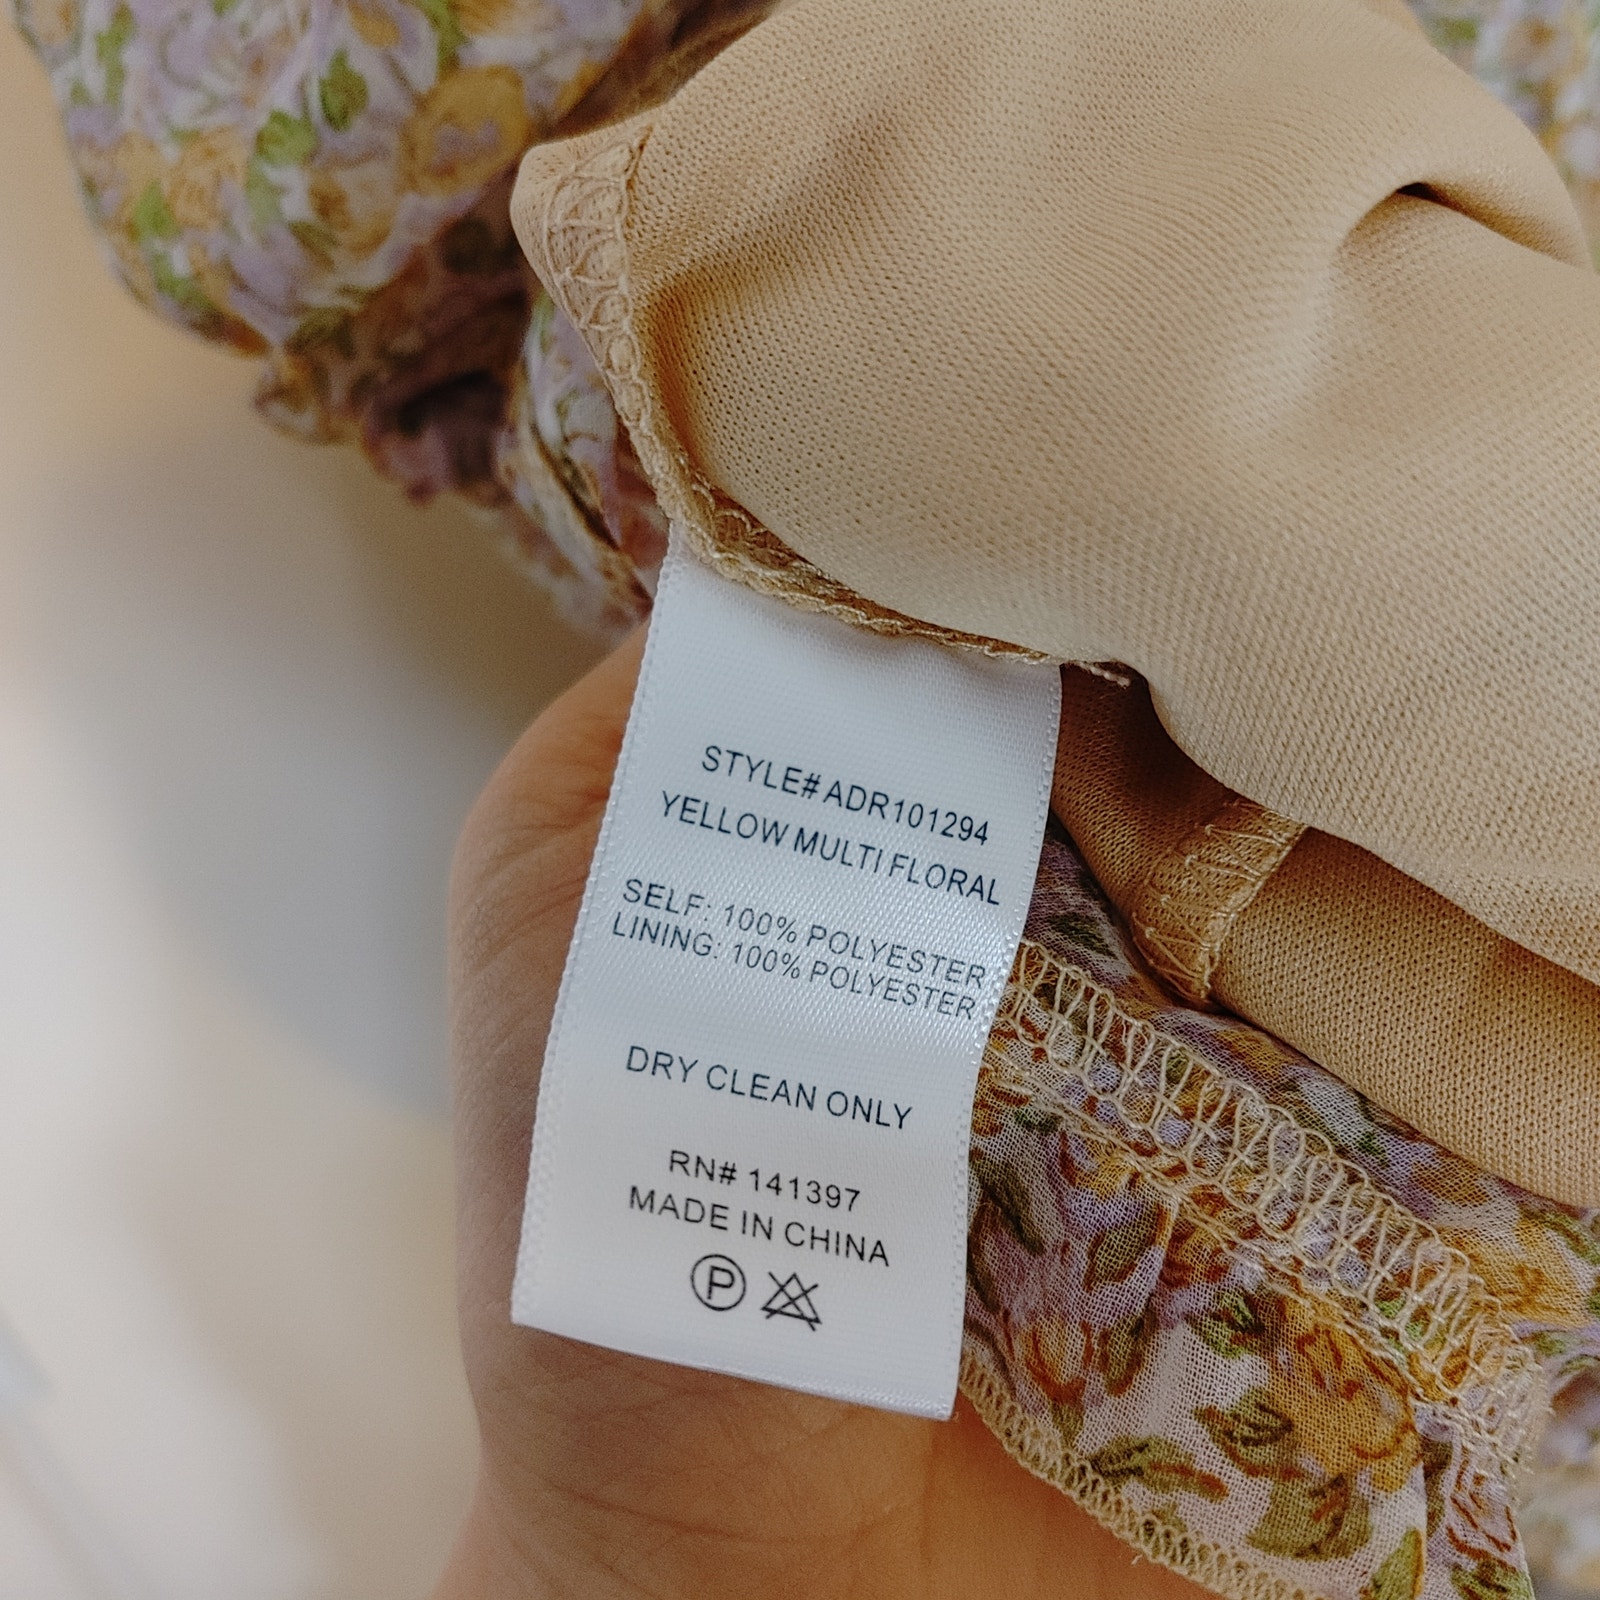 STYLE# ADR101294
YELLOW MULTI FLORAL
SELF: 100% POLYESTER
LINING: 100% POLYESTER
DRY CLEAN ONLY
RN# 141397
MADE IN CHINA
P